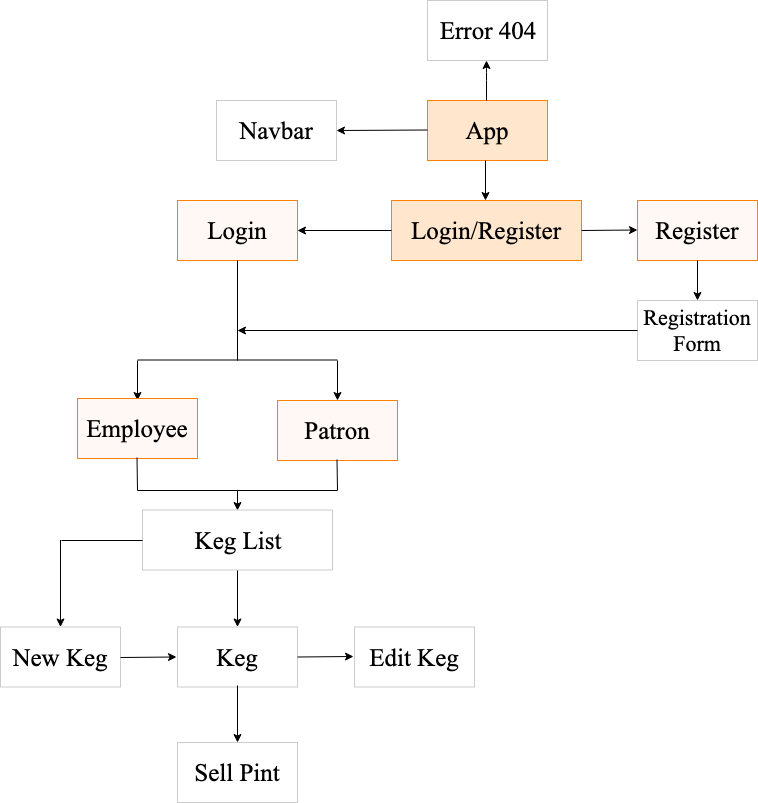 Error 404
Navbar
App
Login
Login/Register
Register
Registration
Form
Employee
Patron
Keg List
New Keg
Keg
Edit Keg
Sell Pint